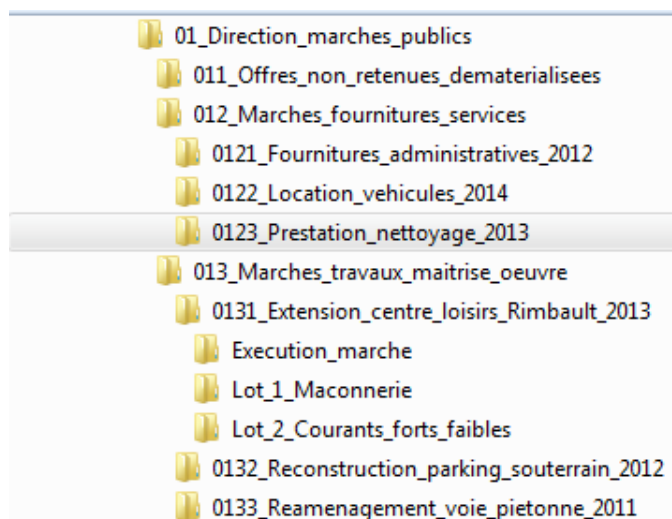 01_Direction_marches_publics
011_Offres_non_retenues_dematerialisees
012_Marches_fournitures_services
0121_Fournitures_administratives_2012
0122_Location_vehicules_2014
0123_Prestation_nettoyage_2013
013_Marches_travaux_maitrise_oeuvre
0131_Extension_centre_loisirs_Rimbault_2013
Execution_marche
Lot_1_Maconnerie
Lot_2_Courants_forts_faibles
0132_Reconstruction_parking_souterrain_2012
0133_Reamenagement_voie_pietonne_2011